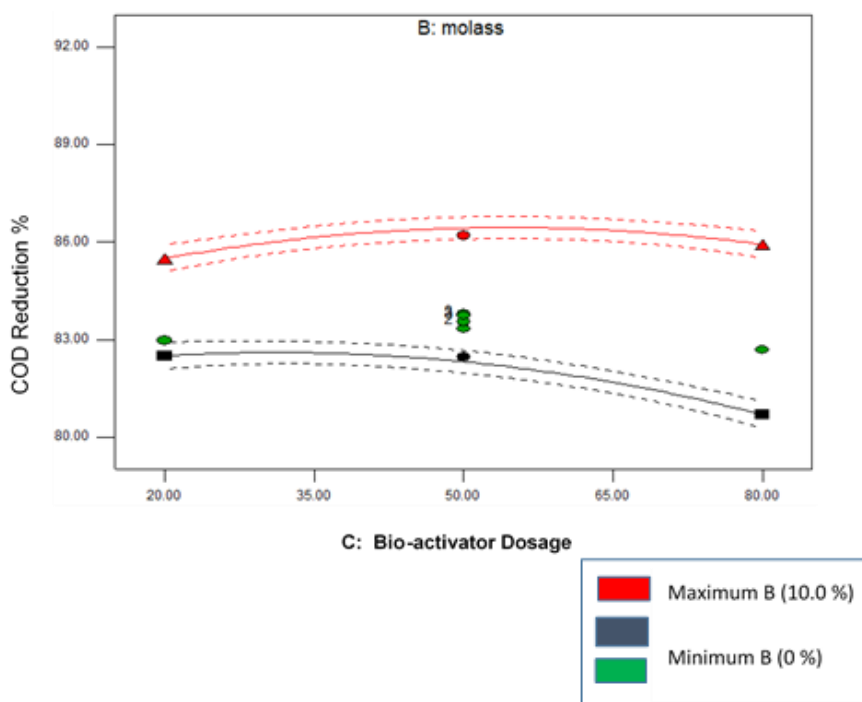 B: molass
92.00
89.00
86.00
83.00
80.00
COD Reduction %
20.00 35.00 50.00 65.00 80.00
C: Bio-activator Dosage
Maximum B (10.0 %)
Minimum B (0 %)